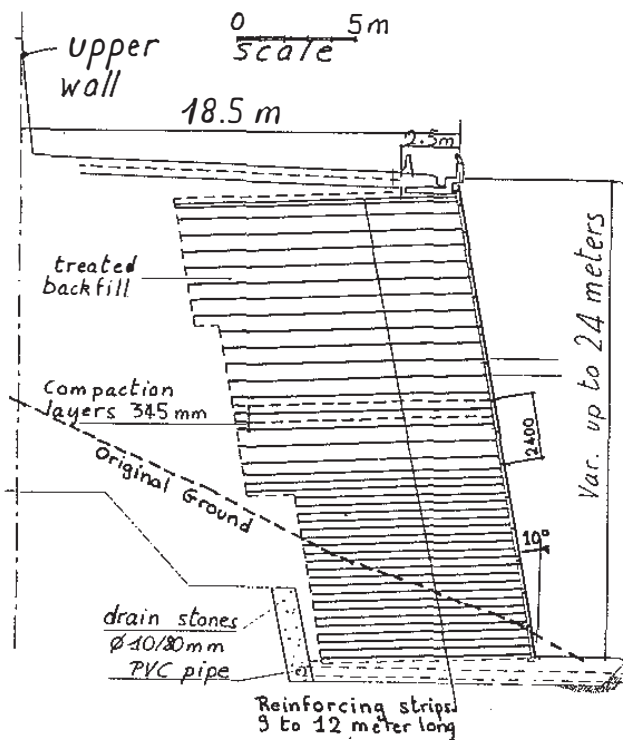 0 5m
scale
upper
wall
18.5 m
2.5m
treated
backfill
Var. up to 24 meters
Compaction
layers 345 mm
2400
Original Ground
10°
drain stones
Ø 10/80mm
PVC pipe
Reinforcing strips
9 to 12 meter long